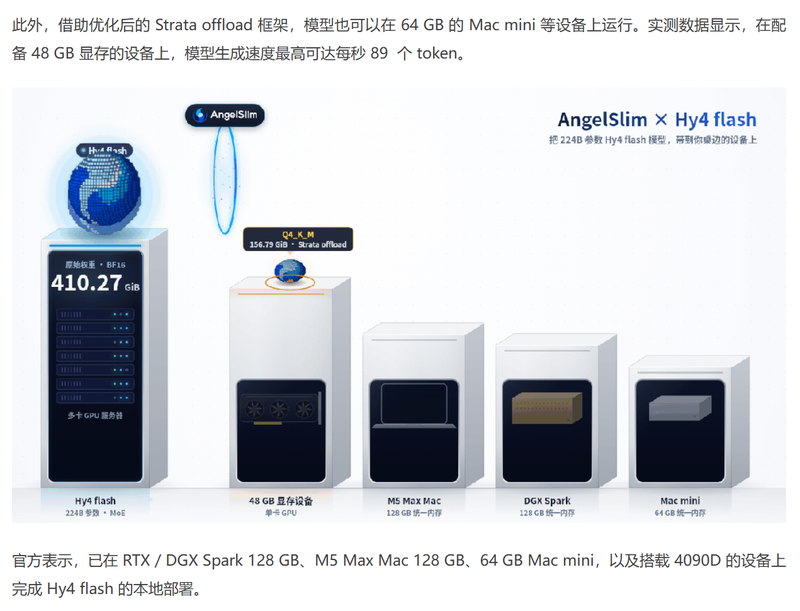 此外，借助优化后的 Strata offload 框架，模型也可以在 64 GB 的 Mac mini 等设备上运行。实测数据显示，在配
备 48 GB 显存的设备上，模型生成速度最高可达每秒 89 个 token。
AngelSlim
AngelSlim × Hy4 flash
把 224B 参数 Hy4 flash 模型，带到你桌边的设备上
Hy4 flash
Q4_K_M
156.79 GiB · Strata offload
原始权重 · BF16
410.27 GiB
多卡 GPU 服务器
Hy4 flash
224B 参数 · MoE
48 GB 显存设备
单卡 GPU
M5 Max Mac
128 GB 统一内存
DGX Spark
128 GB 统一内存
Mac mini
64 GB 统一内存
官方表示，已在 RTX / DGX Spark 128 GB、M5 Max Mac 128 GB、64 GB Mac mini，以及搭载 4090D 的设备上
完成 Hy4 flash 的本地部署。